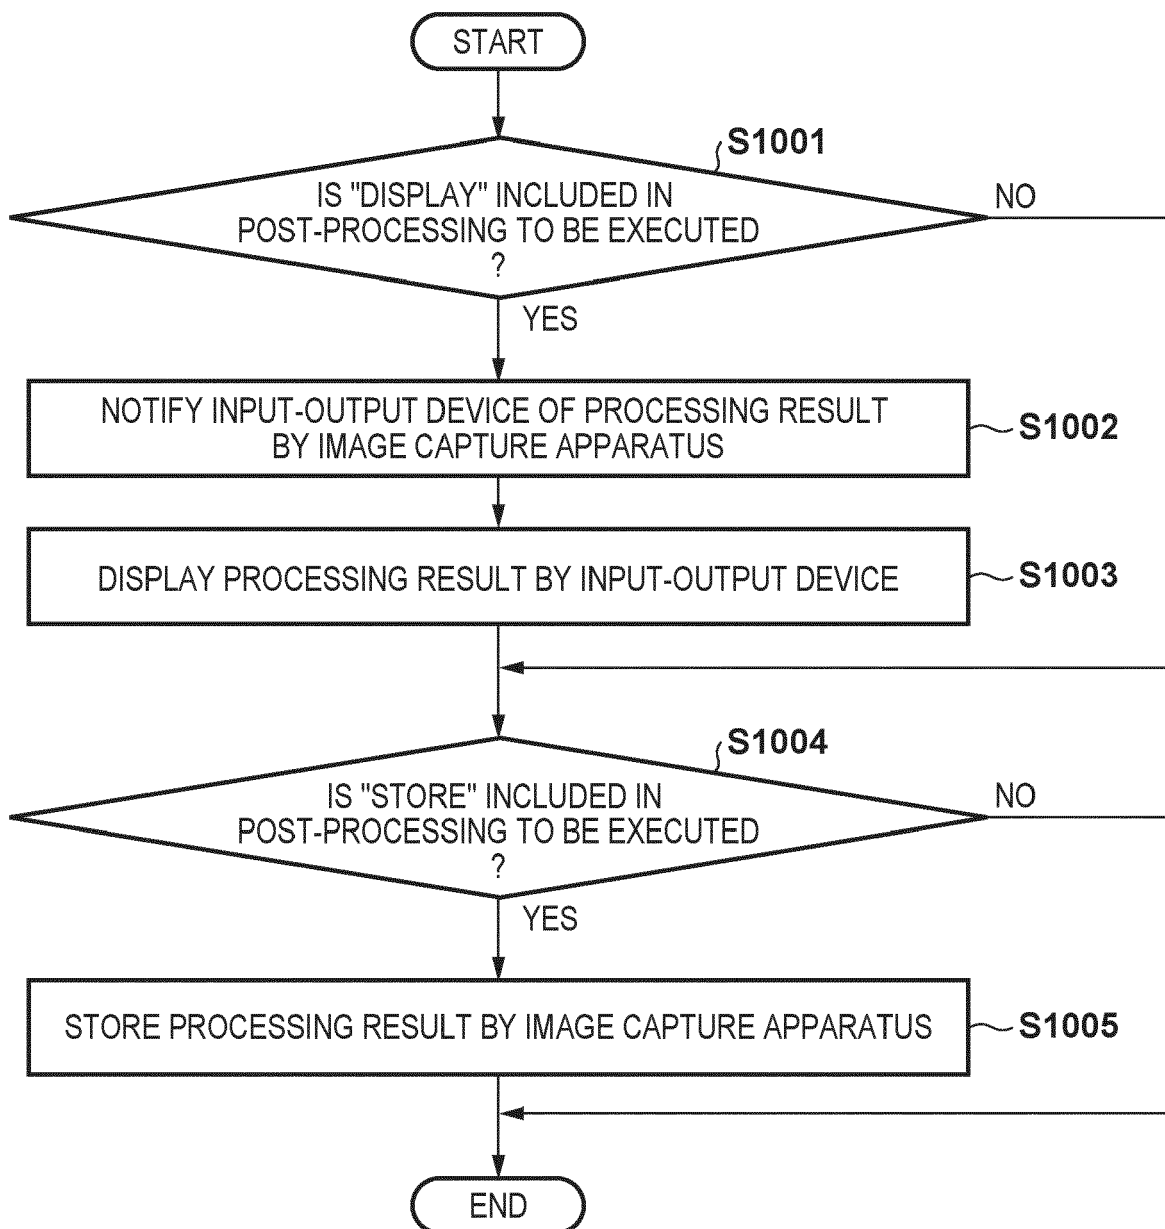 START
S1001
IS "DISPLAY" INCLUDED IN
POST-PROCESSING TO BE EXECUTED
?
NO
YES
NOTIFY INPUT-OUTPUT DEVICE OF PROCESSING RESULT
BY IMAGE CAPTURE APPARATUS
S1002
DISPLAY PROCESSING RESULT BY INPUT-OUTPUT DEVICE
S1003
S1004
IS "STORE" INCLUDED IN
POST-PROCESSING TO BE EXECUTED
?
NO
YES
STORE PROCESSING RESULT BY IMAGE CAPTURE APPARATUS
S1005
END